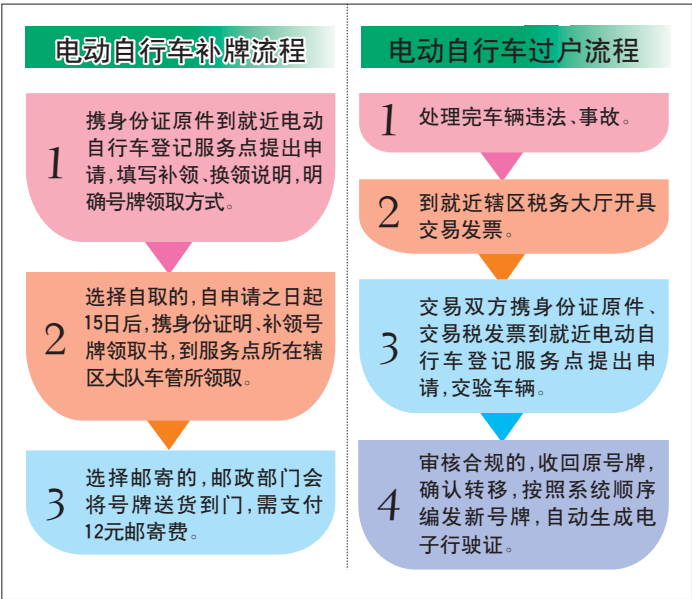 电动自行车补牌流程
1
携身份证原件到就近电动
自行车登记服务点提出申
请,填写补领、换领说明,明
确号牌领取方式。
2
选择自取的,自申请之日起
15日后,携身份证明、补领号
牌领取书,到服务点所在辖
区大队车管所领取。
3
选择邮寄的,邮政部门会
将号牌送货到门,需支付
12元邮寄费。
电动自行车过户流程
1
处理完车辆违法、事故。
2
到就近辖区税务大厅开具
交易发票。
3
交易双方携身份证原件、
交易税发票到就近电动自
行车登记服务点提出申
请,交验车辆。
4
审核合规的,收回原号牌,
确认转移,按照系统顺序
编发新号牌,自动生成电
子行驶证。